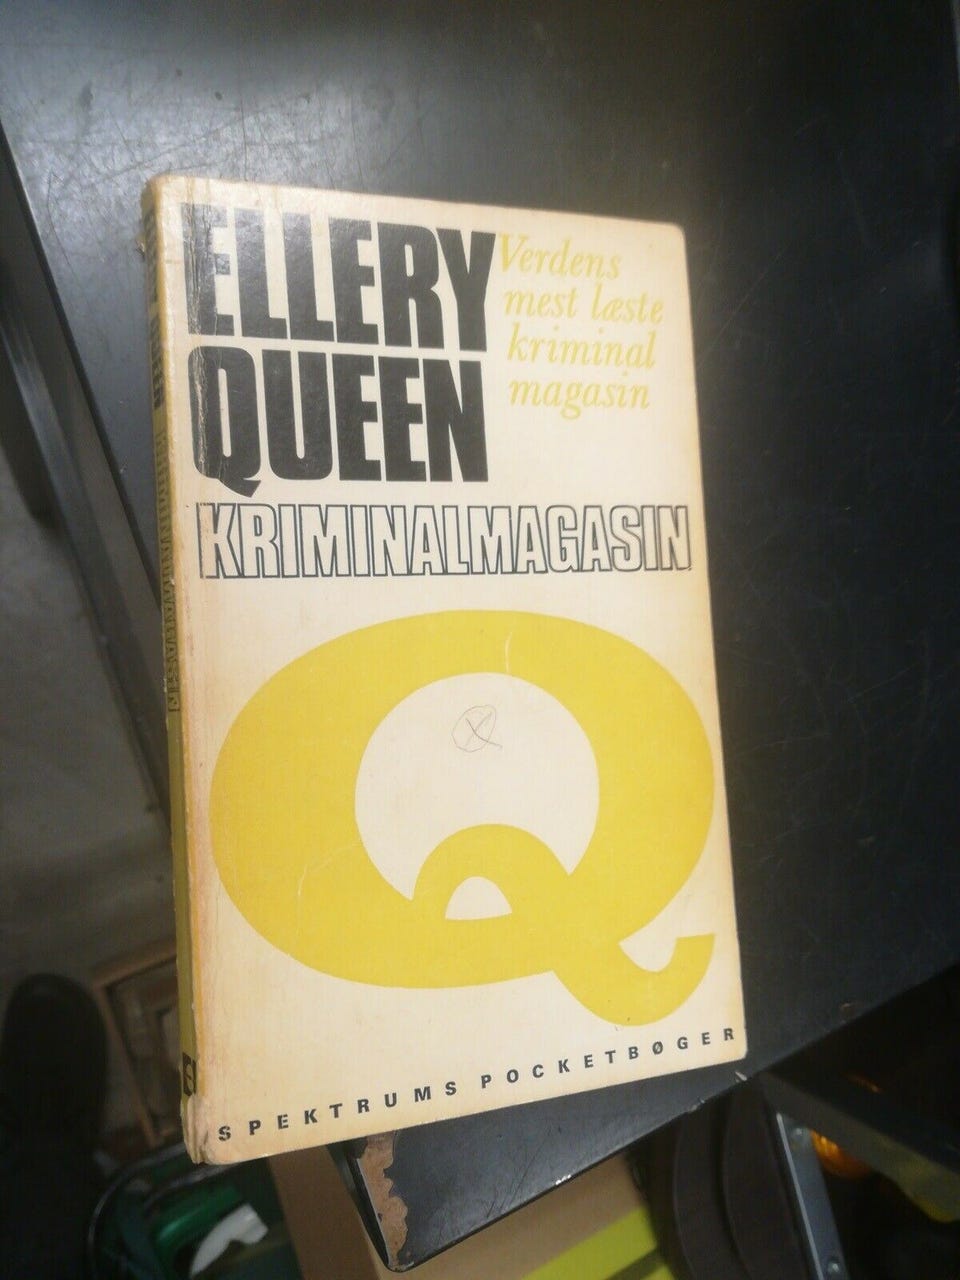 ELLERY
QUEEN
Verdens
mest læste
kriminal
magasin
KRIMINALMAGASIN
Q
SPEKTRUMS POCKETBØGER